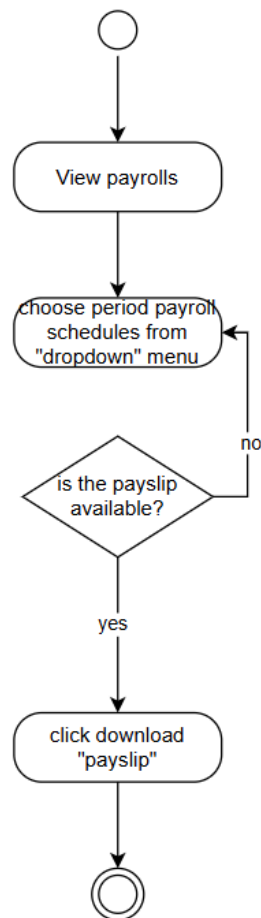 View payrolls
choose period payroll
schedules from
"dropdown" menu
no
is the payslip
available?
yes
click download
"payslip"